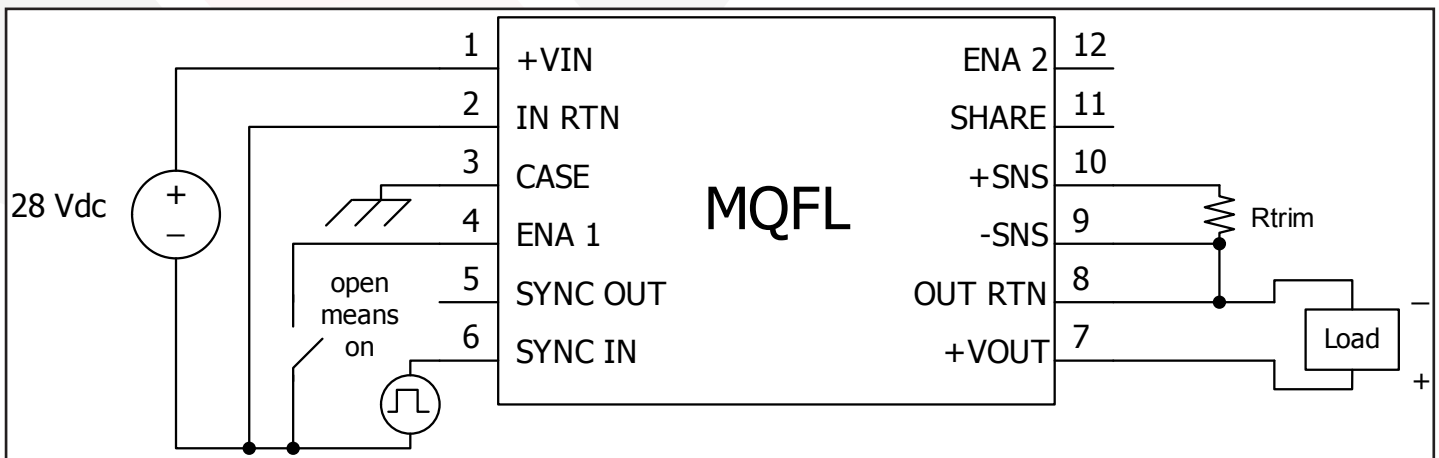 1
+VIN
2
IN RTN
3
CASE
4
ENA 1
5
SYNC OUT
6
SYNC IN
28 Vdc
+
–
open
means
on
MQFL
ENA 2
12
SHARE
11
+SNS
10
-SNS
9
OUT RTN
8
+VOUT
7
Rtrim
Load
–
+